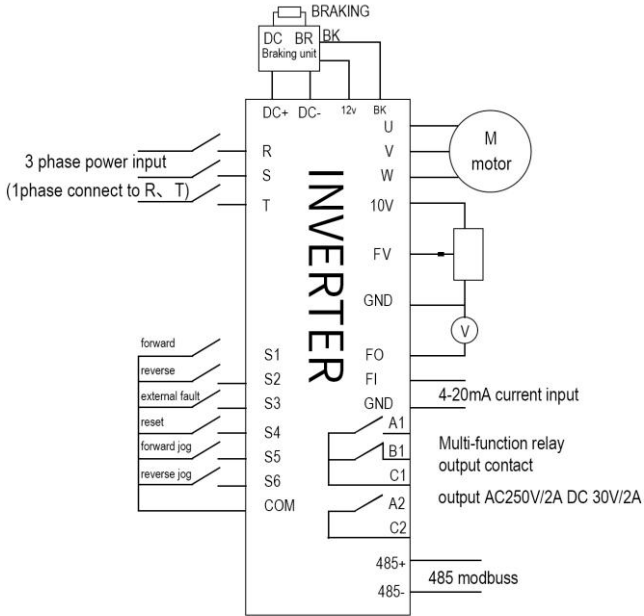 BRAKING
DC BR BK
Braking unit
DC+ DC- 12v BK
U
V
W
M
motor
3 phase power input
(1phase connect to R、T)
R
S
T
INVERTER
10V
FV
GND
V
FO
FI
GND
4-20mA current input
forward
reverse
external fault
reset
forward jog
reverse jog
S1
S2
S3
S4
S5
S6
COM
A1
B1
C1
A2
C2
Multi-function relay
output contact
output AC250V/2A DC 30V/2A
485+
485-
485 modbuss